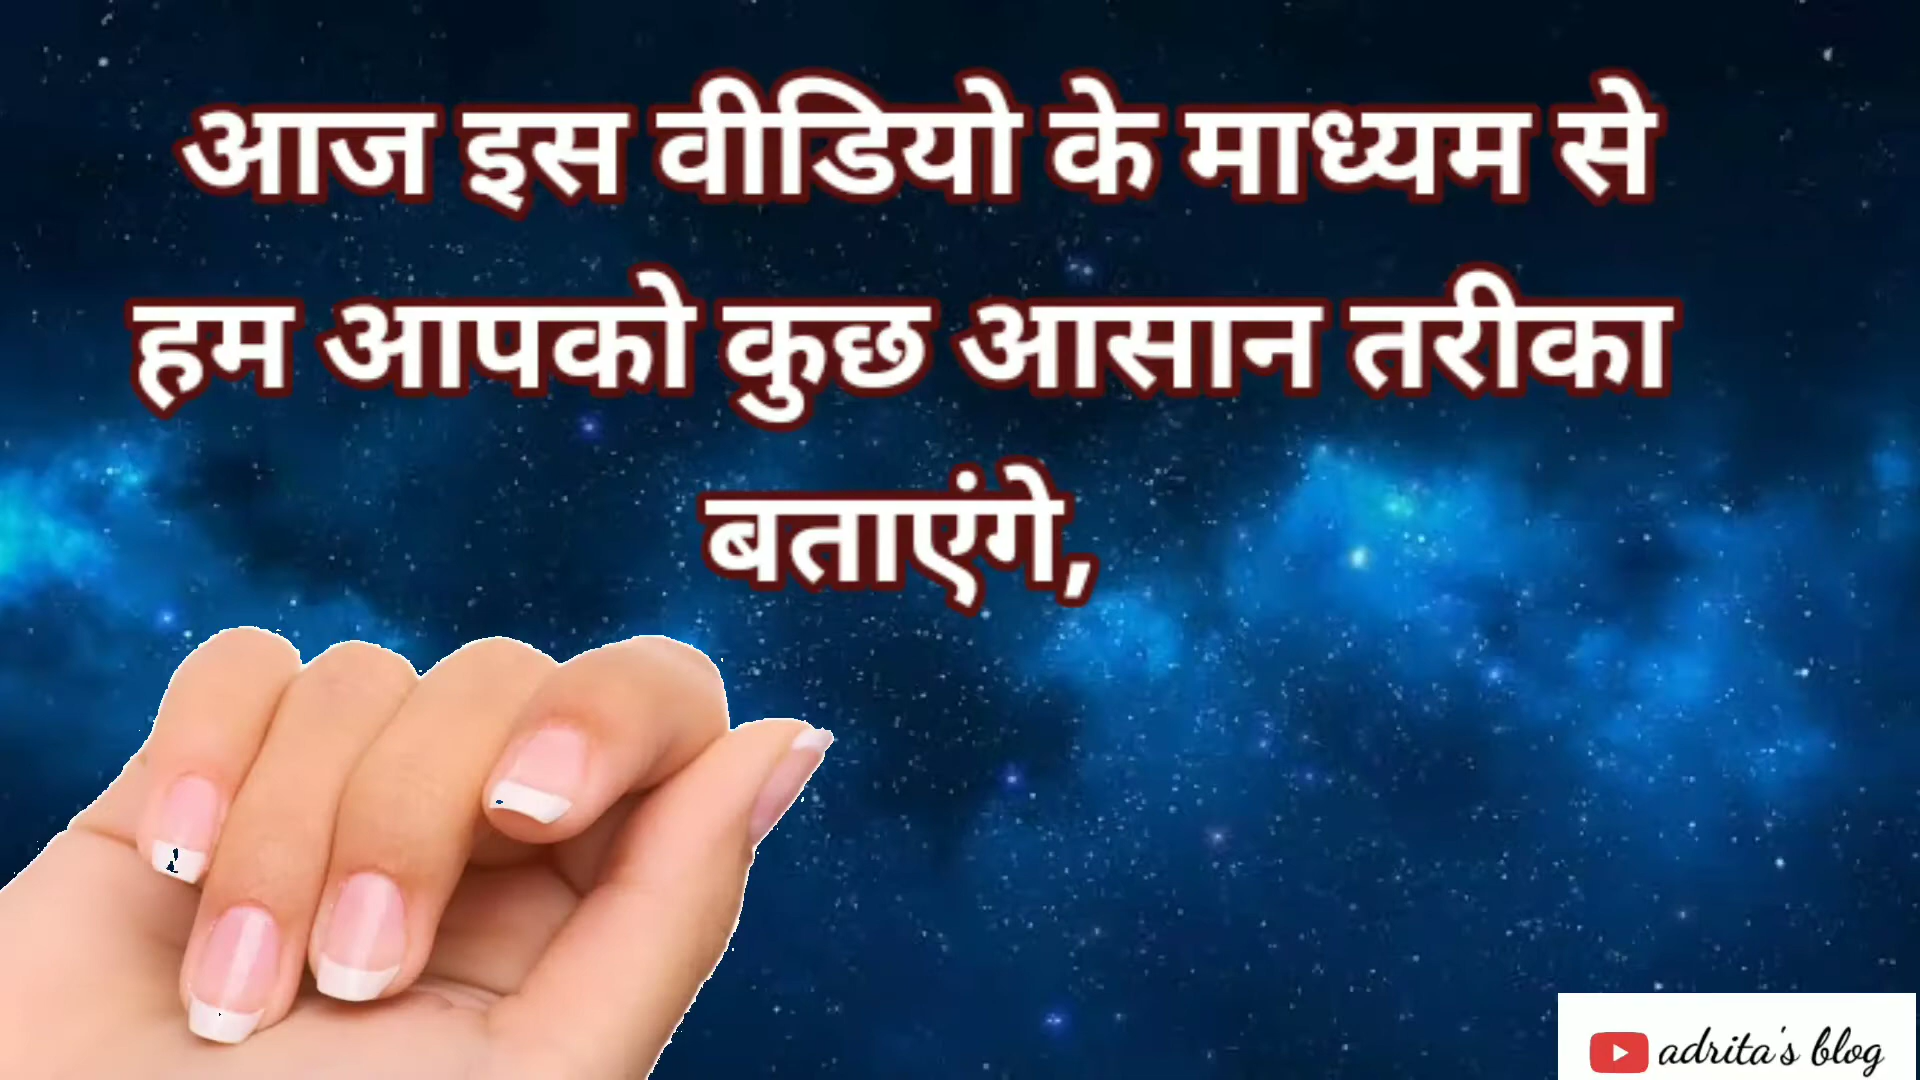 आज इस वीडियो के माध्यम से
हम आपको कुछ आसान तरीका
बताएंगे,
adrita's blog